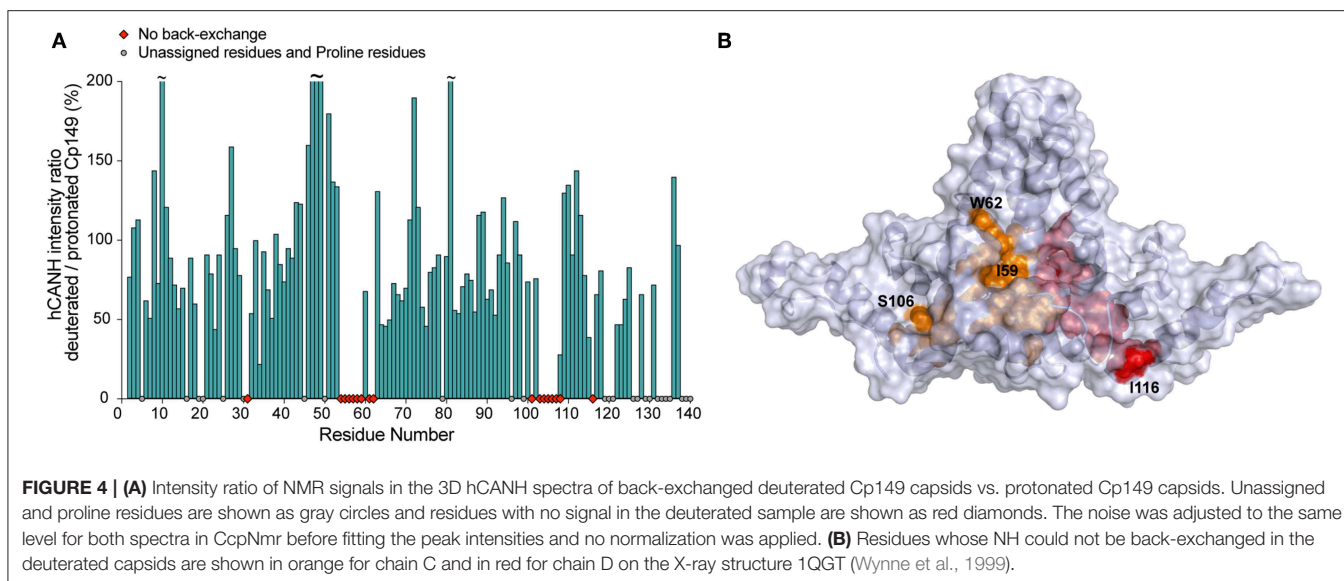 A
No back-exchange
Unassigned residues and Proline residues
hCANH intensity ratio
deuterated / protonated Cp149 (%)
200
150
100
50
0
~
~
~
0 10 20 30 40 50 60 70 80 90 100 110 120 130 140
Residue Number
B
W62
I59
S106
I116
FIGURE 4 | (A) Intensity ratio of NMR signals in the 3D hCANH spectra of back-exchanged deuterated Cp149 capsids vs. protonated Cp149 capsids. Unassigned
and proline residues are shown as gray circles and residues with no signal in the deuterated sample are shown as red diamonds. The noise was adjusted to the same
level for both spectra in CcpNmr before fitting the peak intensities and no normalization was applied. (B) Residues whose NH could not be back-exchanged in the
deuterated capsids are shown in orange for chain C and in red for chain D on the X-ray structure 1QGT (Wynne et al., 1999).